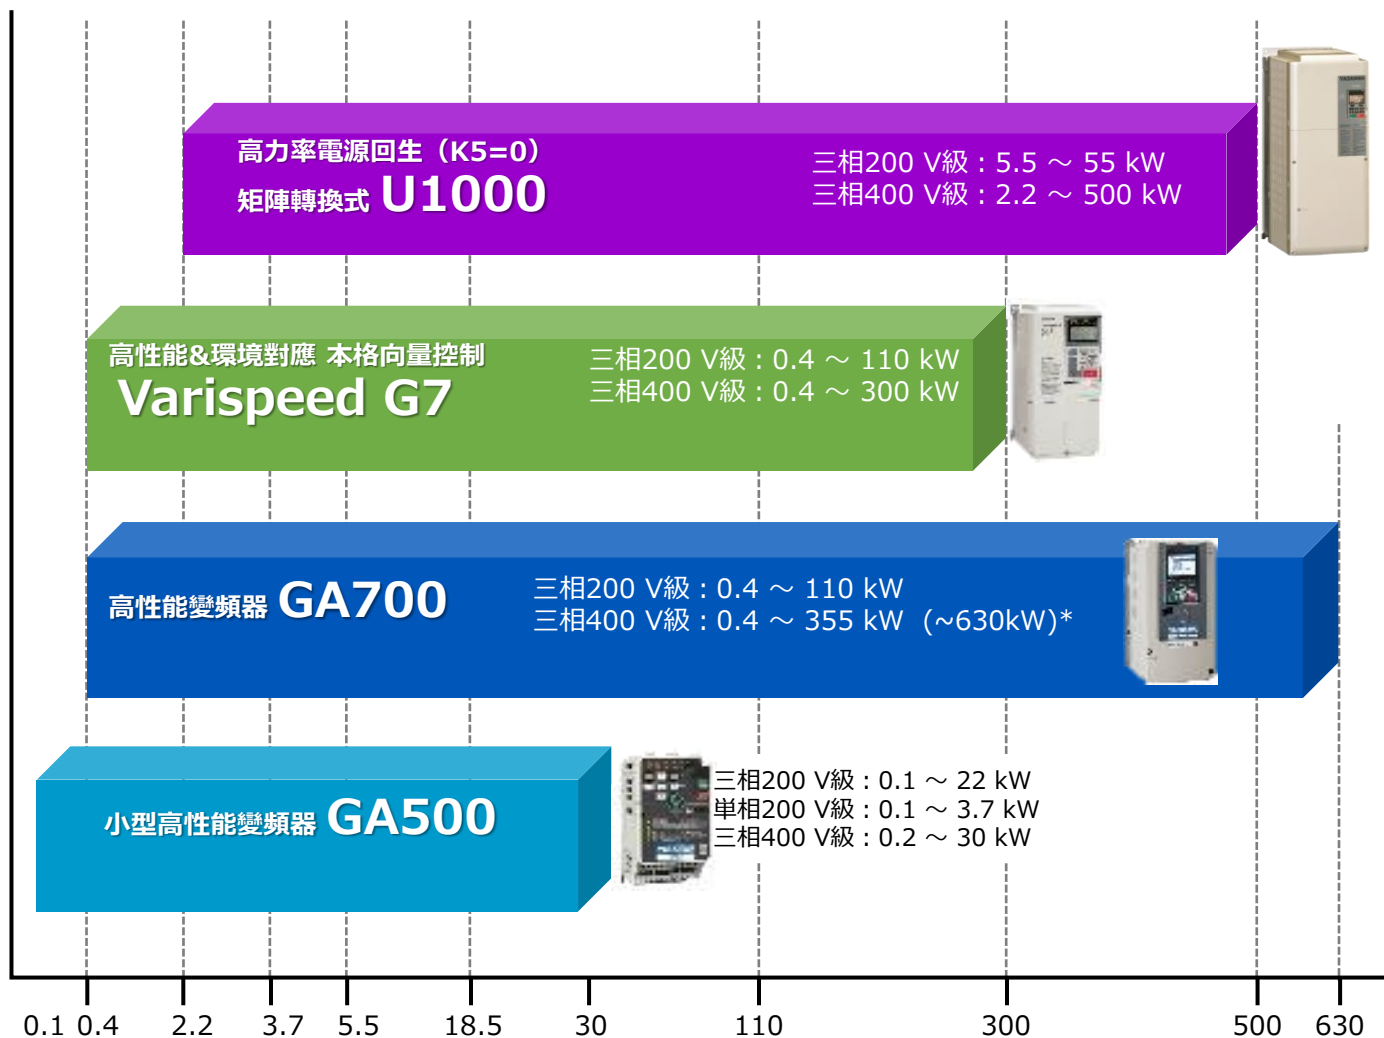 高力率電源回生（K5=0）
矩陣轉換式 U1000
三相200 V級：5.5 ～ 55 kW
三相400 V級：2.2 ～ 500 kW
高性能&環境對應 本格向量控制
Varispeed G7
三相200 V級：0.4 ～ 110 kW
三相400 V級：0.4 ～ 300 kW
高性能變頻器 GA700
三相200 V級：0.4 ～ 110 kW
三相400 V級：0.4 ～ 355 kW (~630kW)*
小型高性能變頻器 GA500
三相200 V級：0.1 ～ 22 kW
単相200 V級：0.1 ～ 3.7 kW
三相400 V級：0.2 ～ 30 kW
0.1 0.4 2.2 3.7 5.5 18.5 30 110 300 500 630